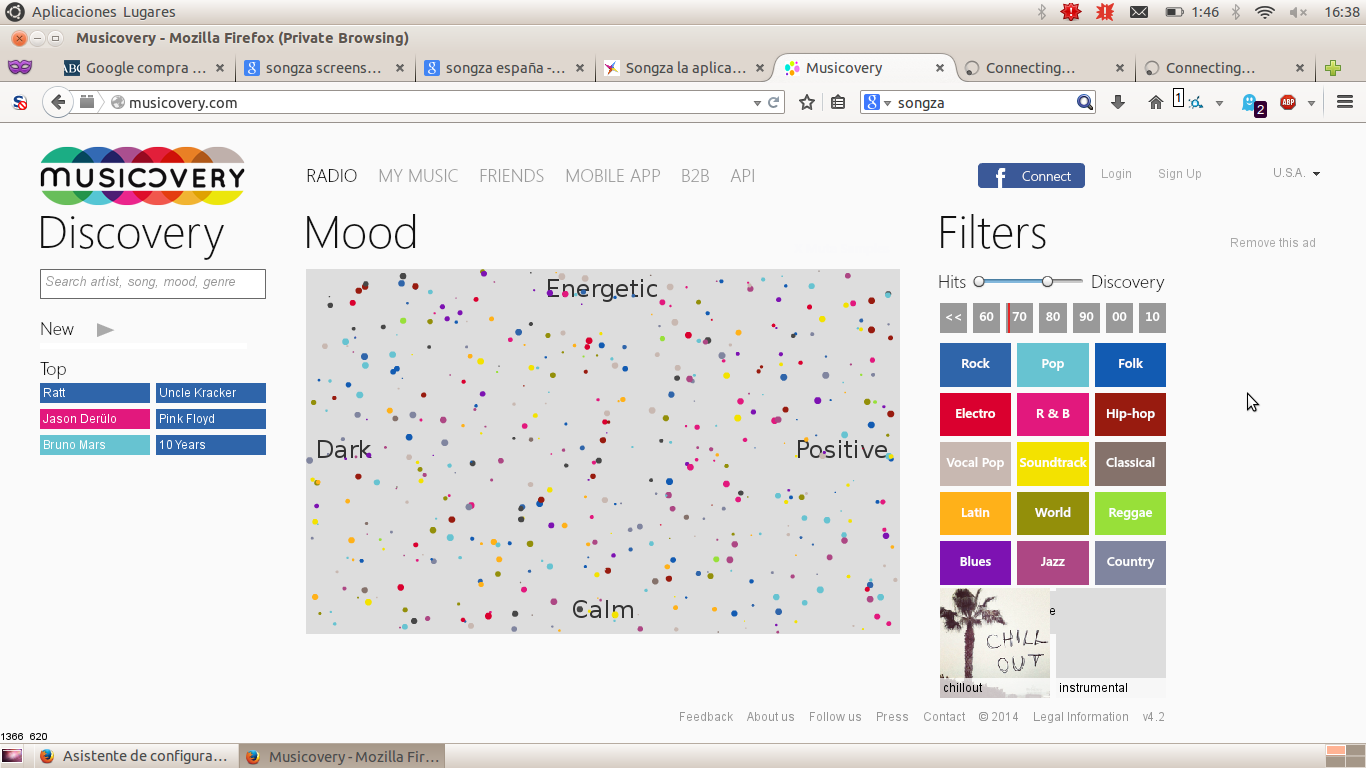 Aplicaciones Lugares
1:46
16:38
Musicovery - Mozilla Firefox (Private Browsing)
ABC
Google compra ...
songza screens...
songza españa -...
Songza la aplica...
Musicovery
Connecting...
Connecting...
musicovery.com
songza
1
2
ABP
MUSICOVERY
RADIO MY MUSIC FRIENDS MOBILE APP B2B API
f Connect
Login Sign Up U.S.A.
Discovery
Mood
Filters
Remove this ad
Search artist, song, mood, genre
New
Top
Ratt Uncle Kracker
Jason Derülo Pink Floyd
Bruno Mars 10 Years
Energetic
Dark
Positive
Calm
Hits Discovery
<< 60 70 80 90 00 10
Rock Pop Folk
Electro R & B Hip-hop
Vocal Pop Soundtrack Classical
Latin World Reggae
Blues Jazz Country
CHILL
OUT
chillout
instrumental
Feedback About us Follow us Press Contact © 2014 Legal Information v4.2
1366 620
Asistente de configura...
Musicovery - Mozilla Fir...